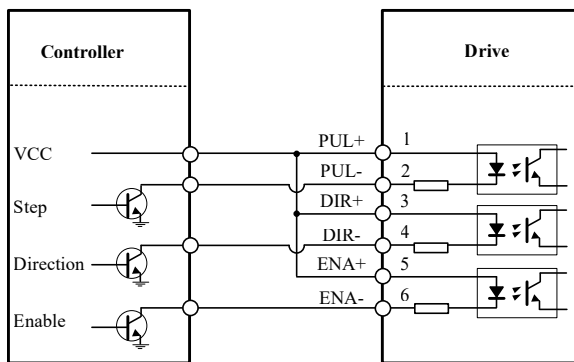 Controller
Drive
VCC
PUL+ 1
PUL- 2
Step
DIR+ 3
DIR- 4
Direction
ENA+ 5
ENA- 6
Enable